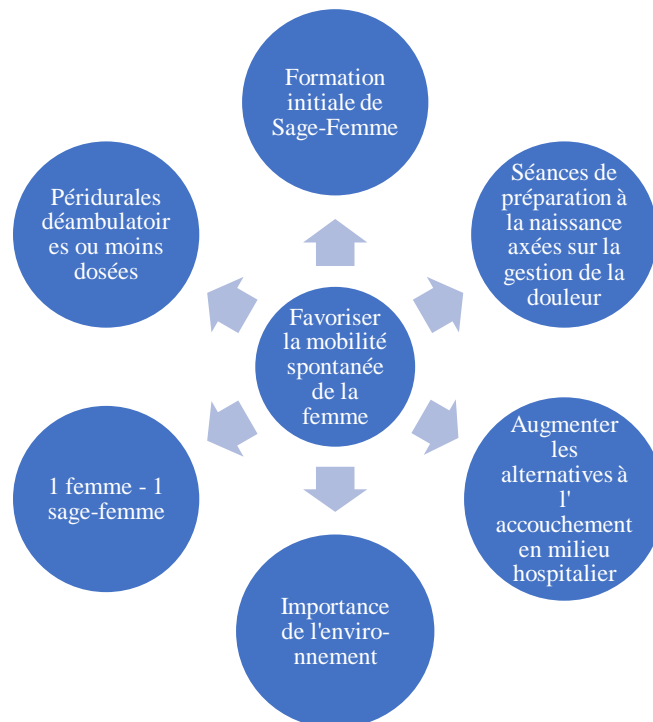 Formation
initiale de
Sage-Femme
Péridurales
déambulatoir
es ou moins
dosées
Séances de
préparation à
la naissance
axées sur la
gestion de la
douleur
Favoriser
la mobilité
spontanée
de la
femme
1 femme - 1
sage-femme
Augmenter
les
alternatives à
l'
accouchement
en milieu
hospitalier
Importance
de l'enviro-
nnement